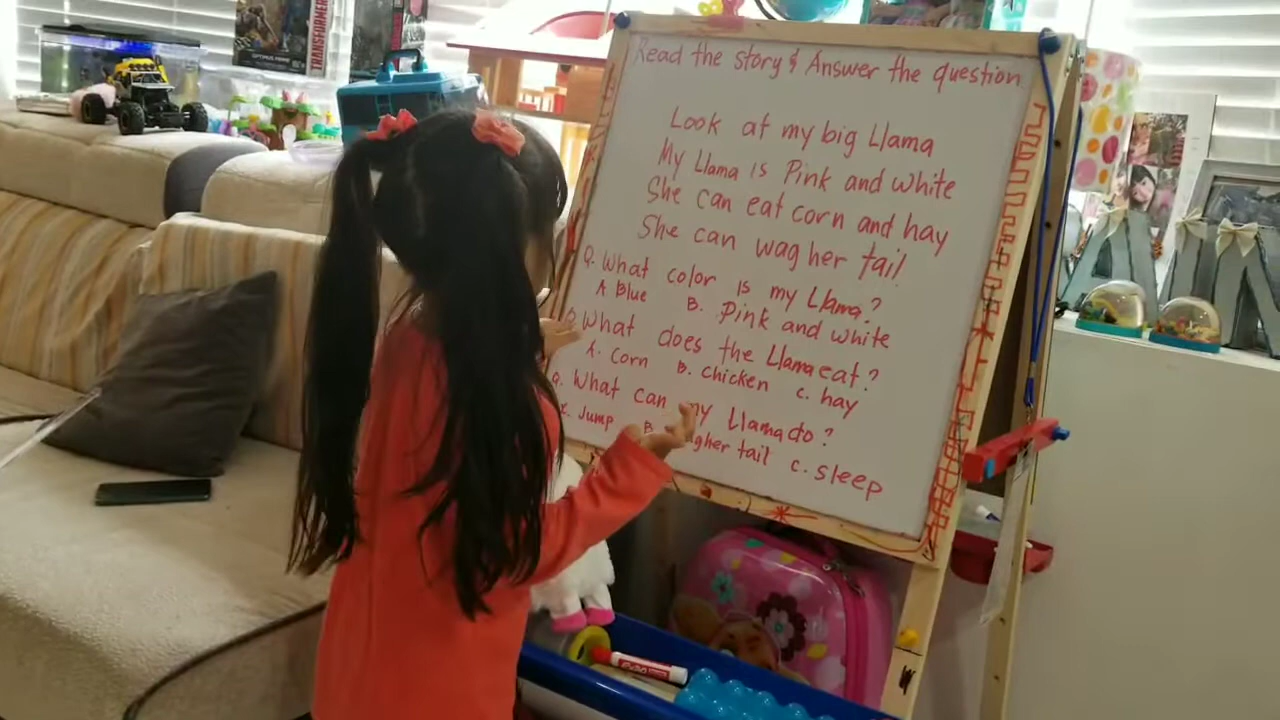 TRANSFORMERS
Read the story & Answer the question
Look at my big Llama
My Llama is Pink and white
She can eat corn and hay
She can wag her tail
Q. What color is my Llama?
A Blue B. Pink and white
Q. What does the Llama eat?
A. Corn B. chicken C. hay
Q. What can my Llama do?
Jump B. her tail C. sleep